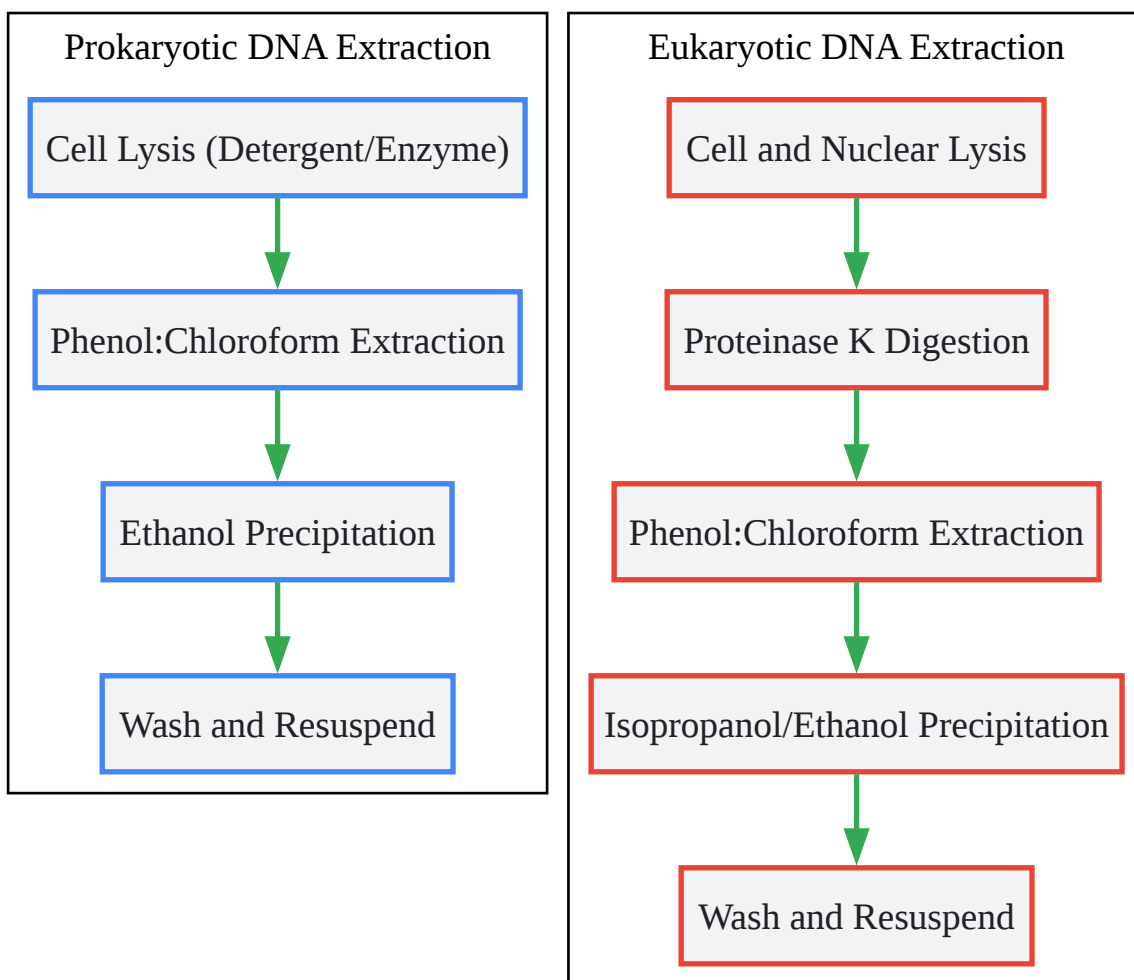 Prokaryotic DNA Extraction
Cell Lysis (Detergent/Enzyme)
Phenol:Chloroform Extraction
Ethanol Precipitation
Wash and Resuspend
Eukaryotic DNA Extraction
Cell and Nuclear Lysis
Proteinase K Digestion
Phenol:Chloroform Extraction
Isopropanol/Ethanol Precipitation
Wash and Resuspend